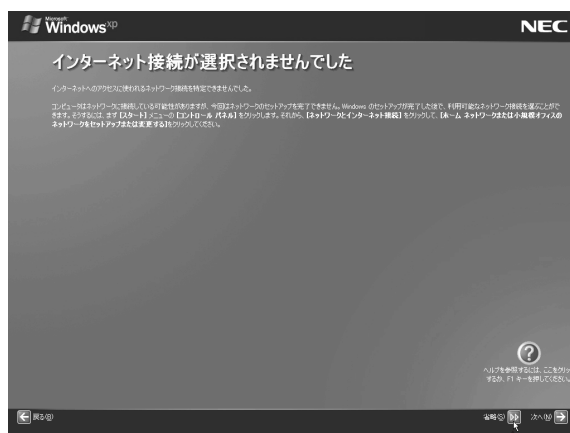 Microsoft
Windows xp
NEC
インターネット接続が選択されませんでした
インターネットへのアクセスに使われるネットワーク接続を特定できませんでした。
コンピュータはネットワークに接続している可能性がありますが、今回はネットワークのセットアップを完了できません。Windows のセットアップが完了した後で、利用可能なネットワーク接続を選ぶことがで
きます。そうするには、まず [スタート] メニューの [コントロール パネル] をクリックします。それから、[ネットワークとインターネット接続] をクリックして、[ホーム ネットワークまたは小規模オフィスの
ネットワークをセットアップまたは変更する]をクリックしてください。
ヘルプを参照するには、ここをクリッ
するか、F1 キーを押してください。
戻る(B)
省略(S)
次へ(N)